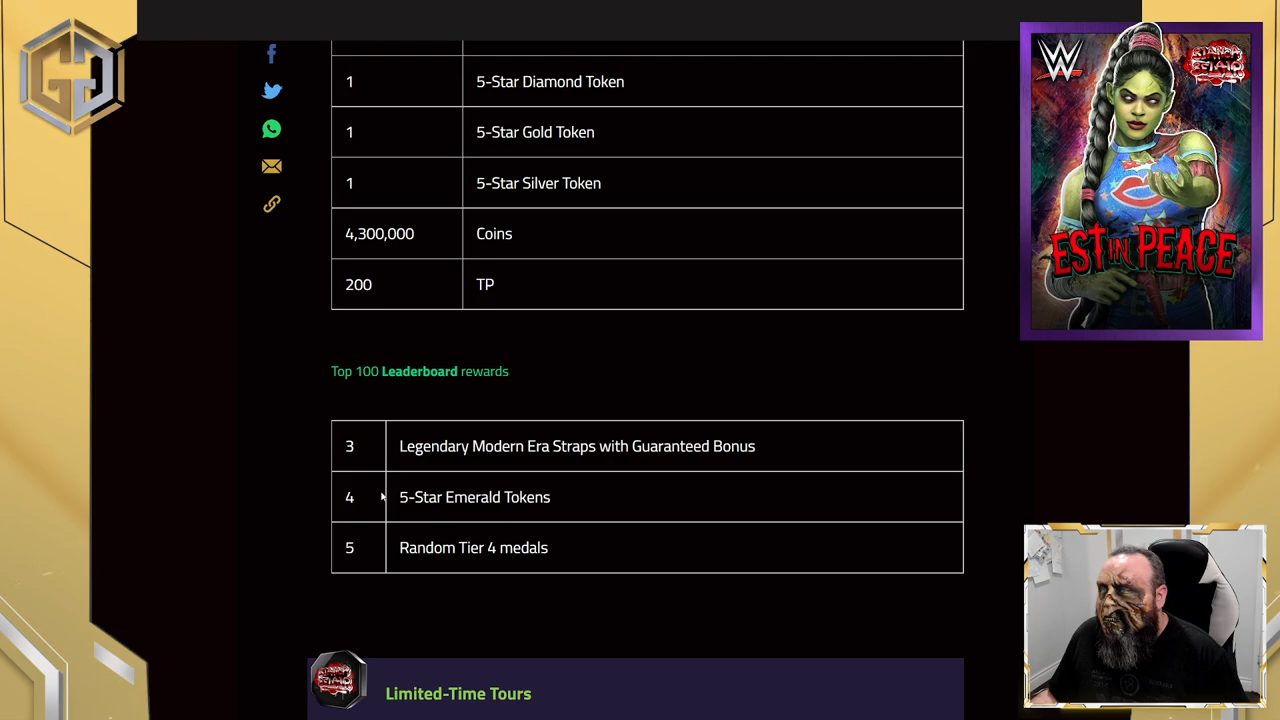 1 5-Star Diamond Token
1 5-Star Gold Token
1 5-Star Silver Token
4,300,000 Coins
200 TP
Top 100 Leaderboard rewards
3 Legendary Modern Era Straps with Guaranteed Bonus
4 5-Star Emerald Tokens
5 Random Tier 4 medals
Limited-Time Tours
W
EST IN PEACE